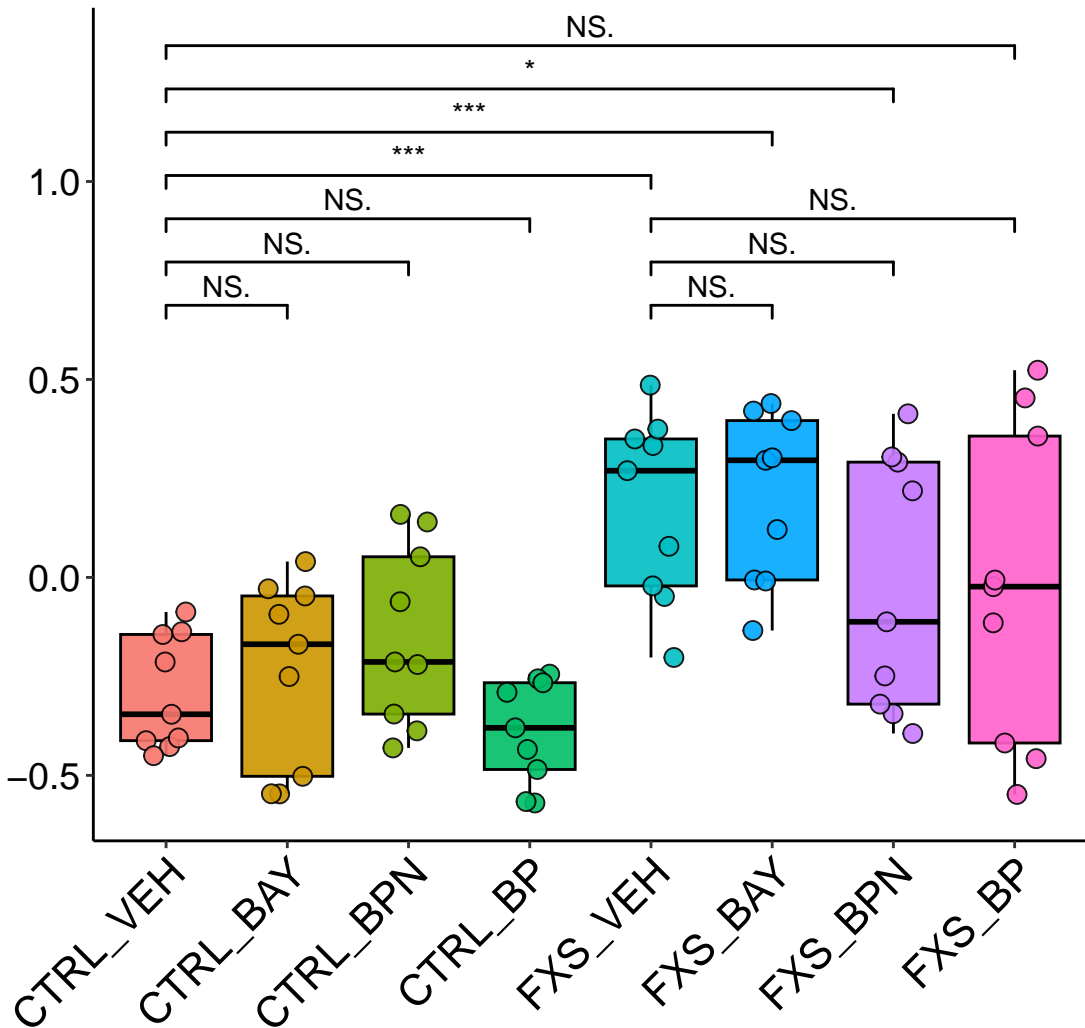 NS.
*
***
***
NS.
NS.
NS.
NS.
NS.
NS.
1.0
0.5
0.0
−0.5
CTRL_VEH
CTRL_BAY
CTRL_BPN
CTRL_BP
FXS_VEH
FXS_BAY
FXS_BPN
FXS_BP